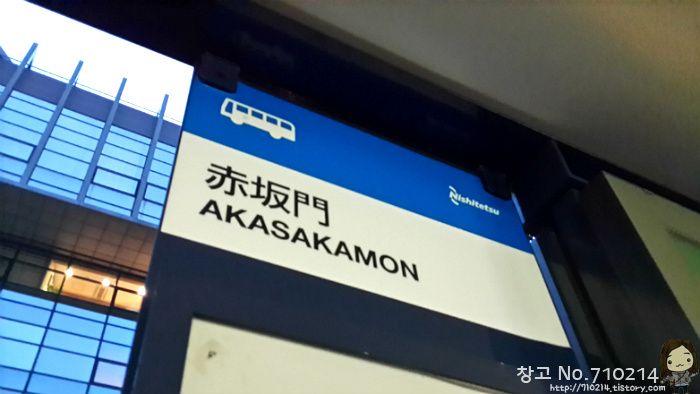 赤坂門
Nishitetsu
AKASAKAMON
창고 No.710214
http://710214.tistory.com